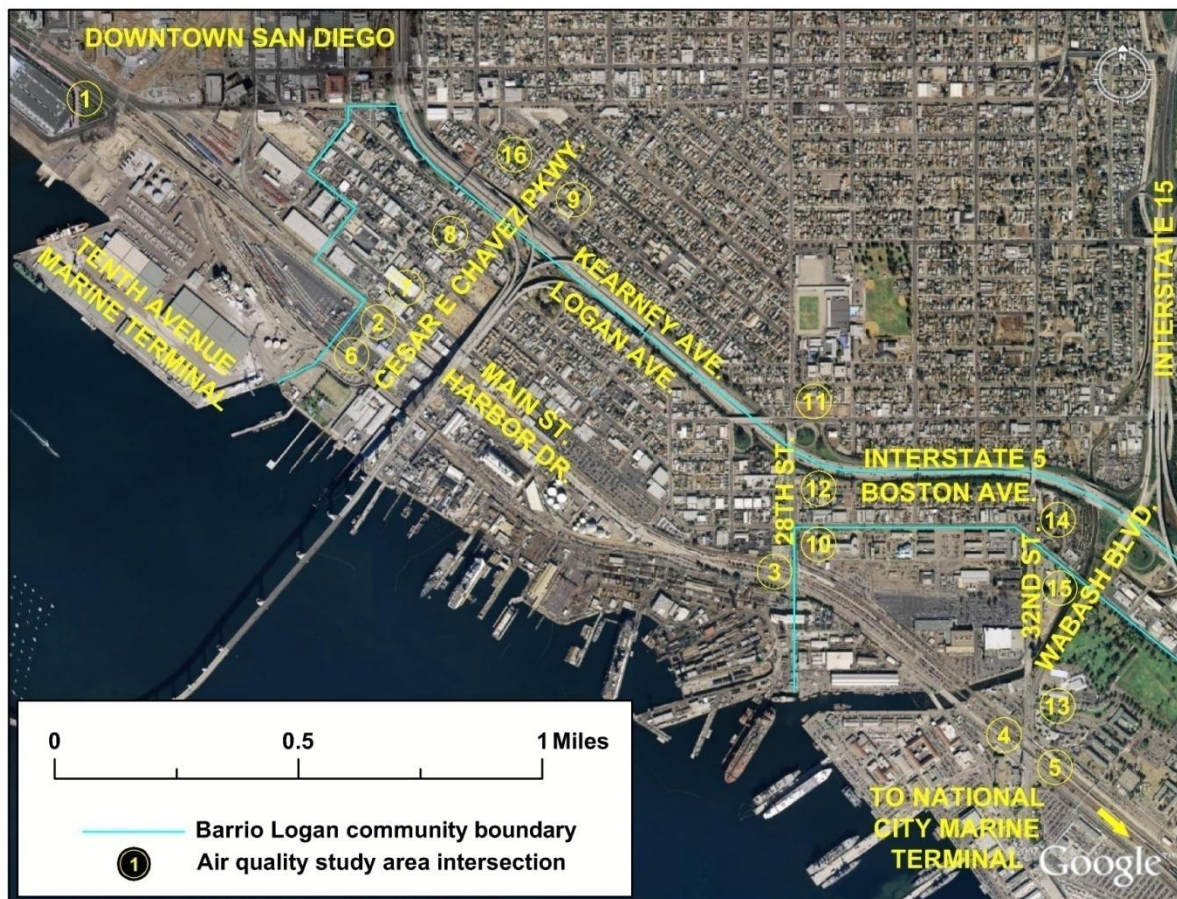 DOWNTOWN SAN DIEGO
N
1
16
9
8
2
6
CESAR E CHAVEZ PKWY.
TENTH AVENUE
MARINE TERMINAL
KEARNEY AVE.
LOGAN AVE.
MAIN ST.
HARBOR DR
INTERSTATE 15
11
INTERSTATE 5
BOSTON AVE.
28TH ST.
12
10
3
14
32ND ST.
15
WABASH BLVD.
13
4
5
TO NATIONAL
CITY MARINE
TERMINAL
Google
0 0.5 1 Miles
Barrio Logan community boundary
1 Air quality study area intersection